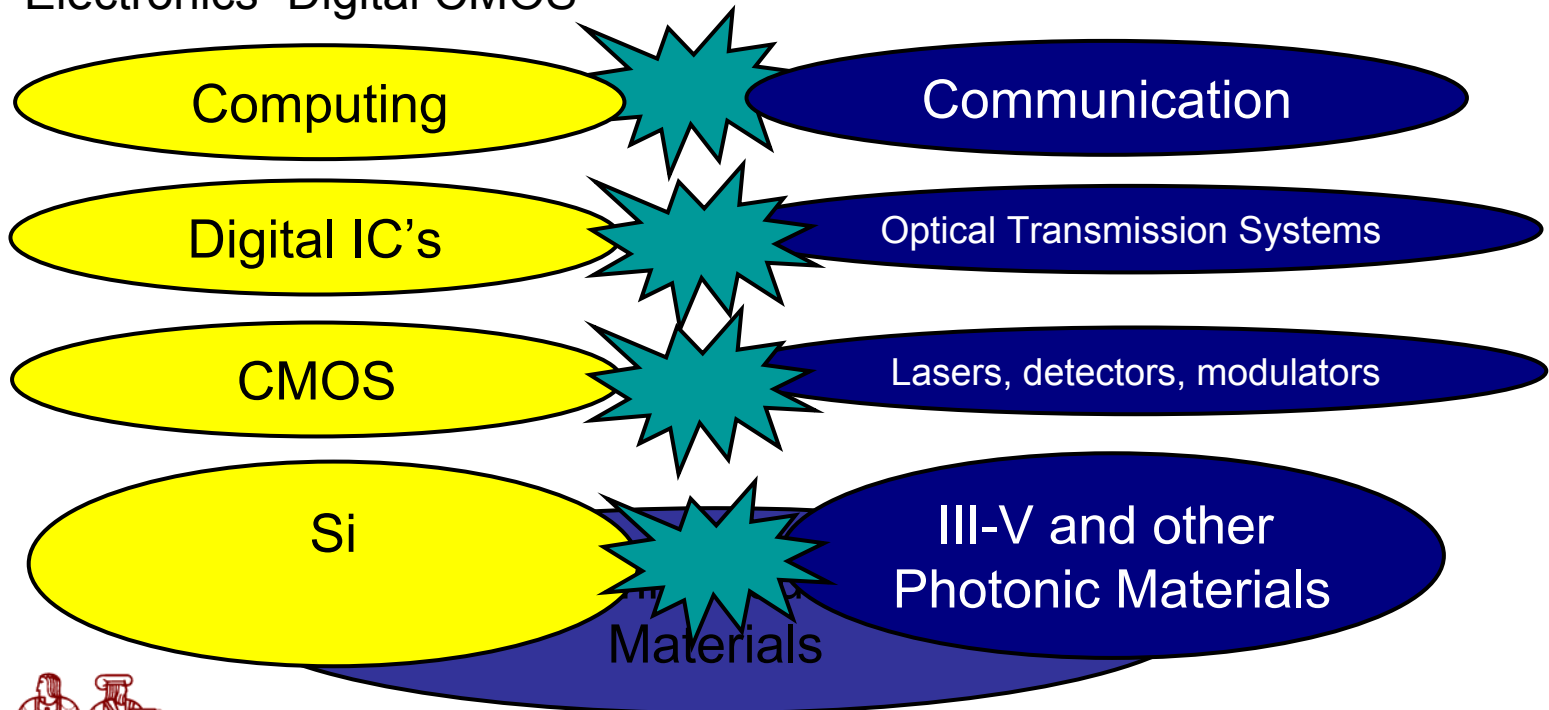 Electronics Digital CMOS
Computing
Communication
Digital IC’s
Optical Transmission Systems
CMOS
Lasers, detectors, modulators
Si
III-V and other
Photonic Materials
Materials